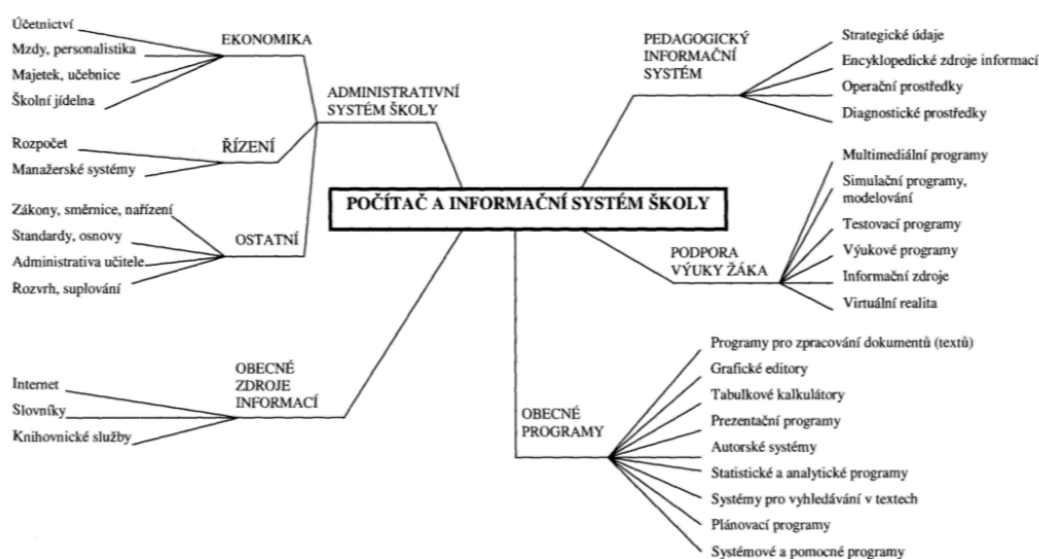 Účetnictví
Mzdy, personalistika
Majetek, učebnice
Školní jídelna
EKONOMIKA
Rozpočet
Manažerské systémy
ŘÍZENÍ
Zákony, směrnice, nařízení
Standardy, osnovy
Administrativa učitele
Rozvrh, suplování
OSTATNÍ
ADMINISTRATIVNÍ
SYSTÉM ŠKOLY
PEDAGOGICKÝ
INFORMAČNÍ
SYSTÉM
Strategické údaje
Encyklopedické zdroje informací
Operační prostředky
Diagnostické prostředky
POČÍTAČ A INFORMAČNÍ SYSTÉM ŠKOLY
PODPORA
VÝUKY ŽÁKA
Multimediální programy
Simulační programy,
modelování
Testovací programy
Výukové programy
Informační zdroje
Virtuální realita
Internet
Slovníky
Knihovnické služby
OBECNÉ
ZDROJE
INFORMACÍ
OBECNÉ
PROGRAMY
Programy pro zpracování dokumentů (textů)
Grafické editory
Tabulkové kalkulátory
Prezentační programy
Autorské systémy
Statistické a analytické programy
Systémy pro vyhledávání v textech
Plánovací programy
Systémové a pomocné programy